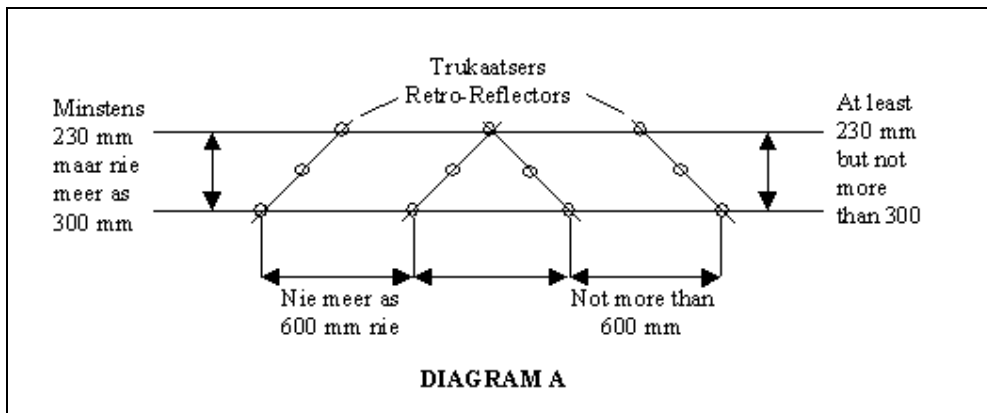 Trukaatsers
Retro-Reflectors
Minstens
230 mm
maar nie
meer as
300 mm
At least
230 mm
but not
more
than 300
Nie meer as
600 mm nie
Not more than
600 mm
DIAGRAM A